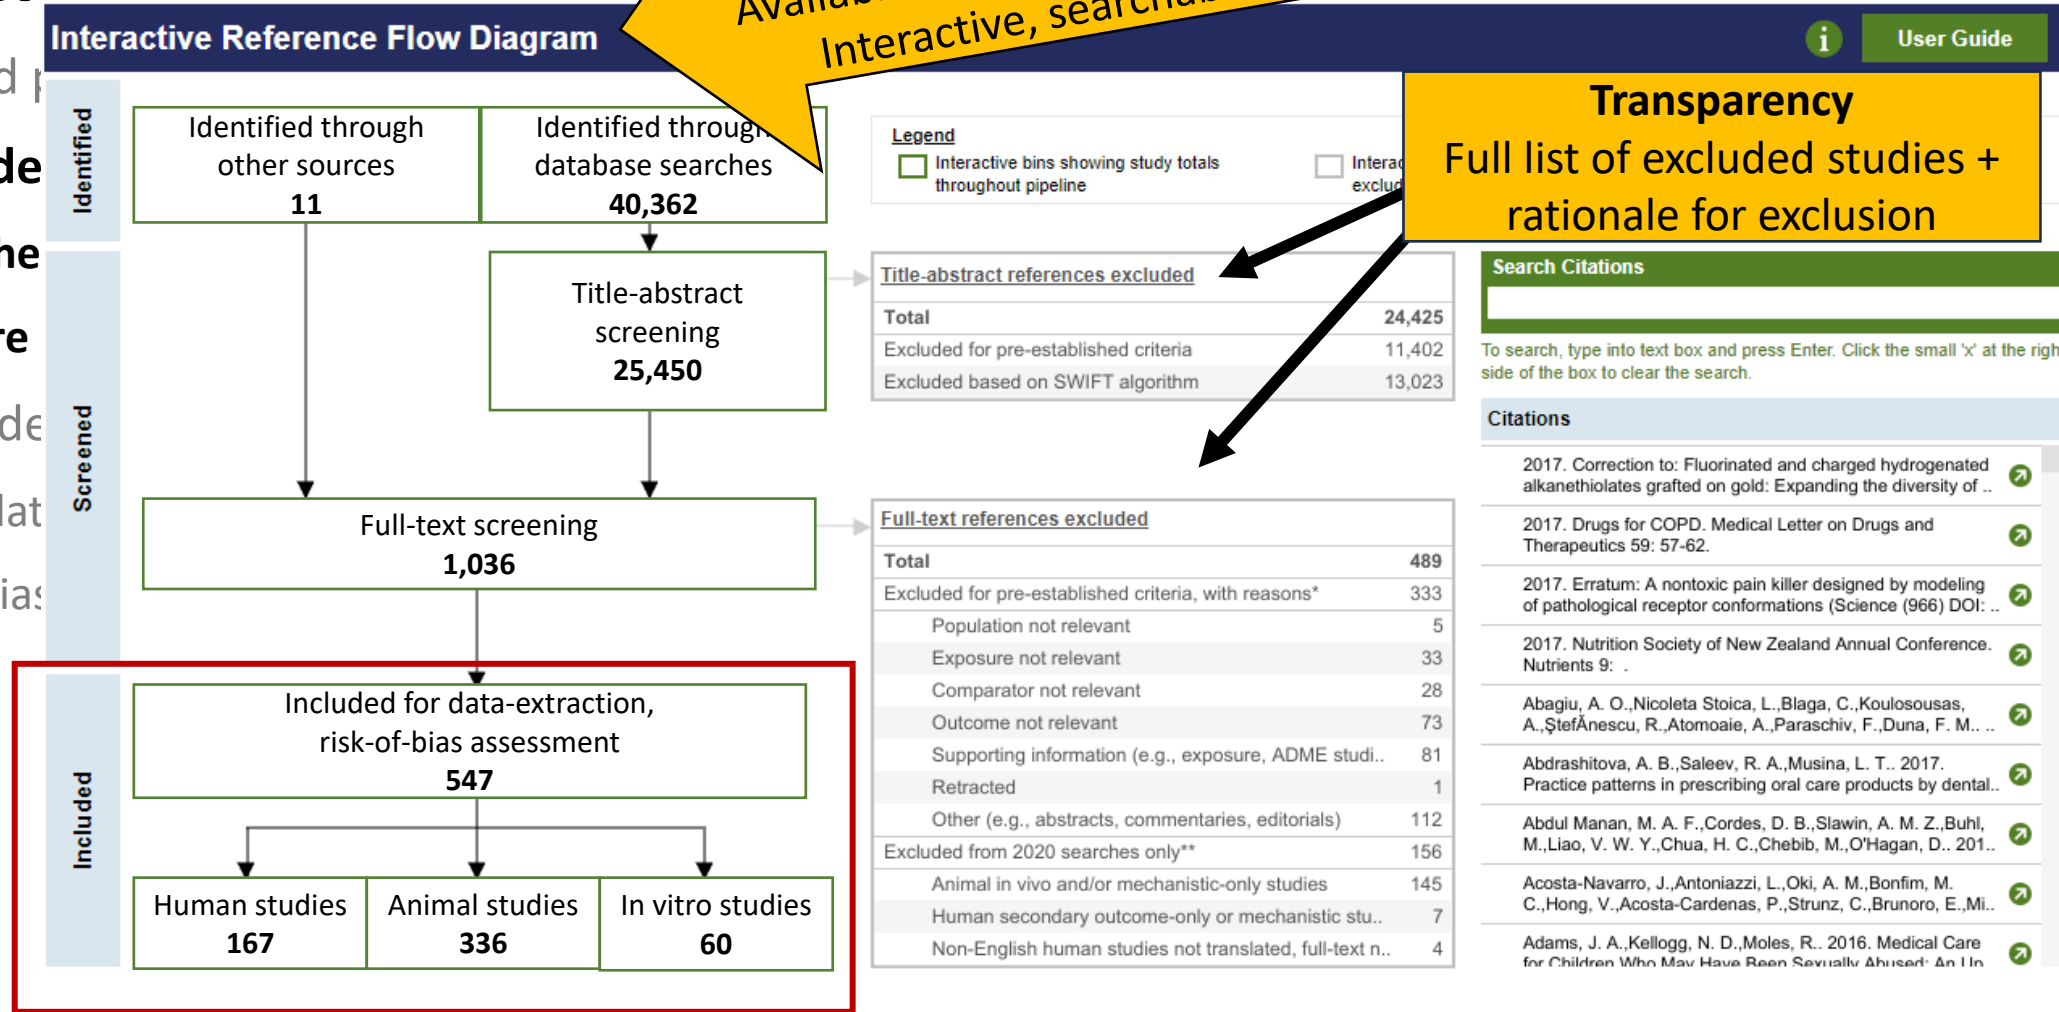 Interactive, 
Interactive Reference Flow Diagram
i
User Guide
Identified
Identified through
other sources
11
Identified through
database searches
40,362
Legend
Interactive bins showing study totals
throughout pipeline
Transparency
Full list of excluded studies +
rationale for exclusion
Screened
Title-abstract
screening
25,450
Title-abstract references excluded
Total 24,425
Excluded for pre-established criteria 11,402
Excluded based on SWIFT algorithm 13,023
Search Citations
To search, type into text box and press Enter. Click the small 'x' at the
side of the box to clear the search.
Full-text screening
1,036
Full-text references excluded
Total 489
Excluded for pre-established criteria, with reasons* 333
Population not relevant 5
Exposure not relevant 33
Comparator not relevant 28
Outcome not relevant 73
Supporting information (e.g., exposure, ADME studi.. 81
Retracted 1
Other (e.g., abstracts, commentaries, editorials) 112
Excluded from 2020 searches only** 156
Animal in vivo and/or mechanistic-only studies 145
Human secondary outcome-only or mechanistic stu.. 7
Non-English human studies not translated, full-text n.. 4
Included
Included for data-extraction,
risk-of-bias assessment
547
Human studies
167
Animal studies
336
In vitro studies
60
Citations
2017. Correction to: Fluorinated and charged hydrogenated
alkanethiolates grafted on gold: Expanding the diversity of ..
2017. Drugs for COPD. Medical Letter on Drugs and
Therapeutics 59: 57-62.
2017. Erratum: A nontoxic pain killer designed by modeling
of pathological receptor conformations (Science (966) DOI: ..
2017. Nutrition Society of New Zealand Annual Conference.
Nutrients 9: .
Abagiu, A. O.,Nicoleta Stoica, L.,Blaga, C.,Koulosousas,
A.,ŞtefĂnescu, R.,Atomoaie, A.,Paraschiv, F.,Duna, F. M.. ..
Abdrashitova, A. B.,Saleev, R. A.,Musina, L. T.. 2017.
Practice patterns in prescribing oral care products by dental..
Abdul Manan, M. A. F.,Cordes, D. B.,Slawin, A. M. Z.,Buhl,
M.,Liao, V. W. Y.,Chua, H. C.,Chebib, M.,O'Hagan, D.. 201..
Acosta-Navarro, J.,Antoniazzi, L.,Oki, A. M.,Bonfim, M.
C.,Hong, V.,Acosta-Cardenas, P.,Strunz, C.,Brunoro, E.,Mi..
Adams, J. A.,Kellogg, N. D.,Moles, R.. 2016. Medical Care
for Children Who May Have Been Sexually Abused: An Up